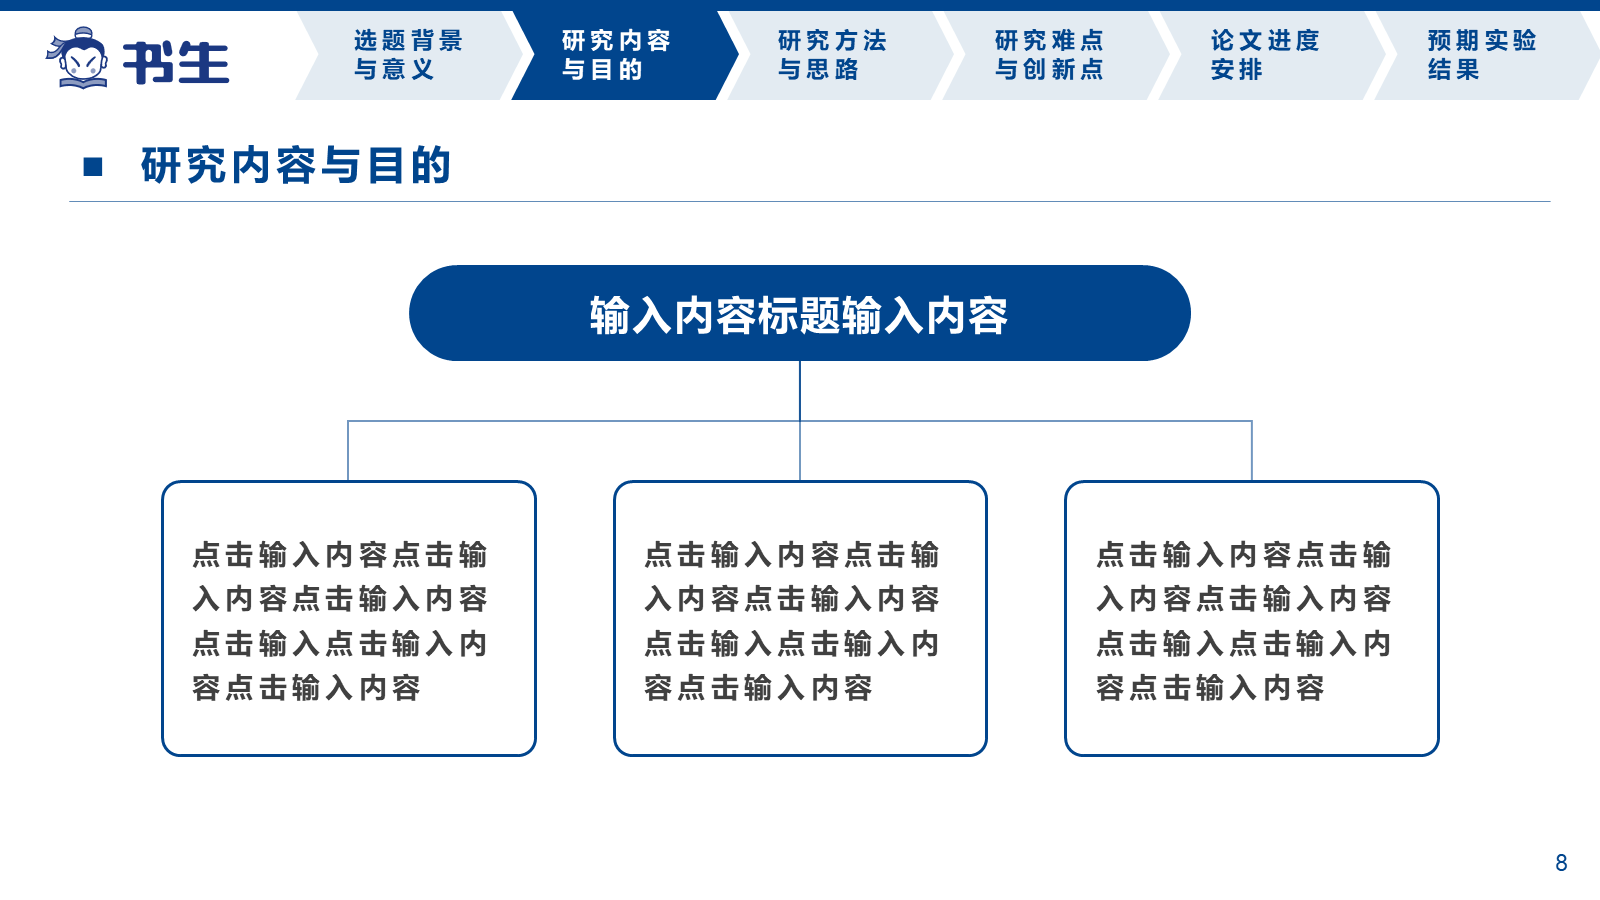 书生
选题背景
与意义
研究内容
与目的
研究方法
与思路
研究难点
与创新点
论文进度
安排
预期实验
结果
■ 研究内容与目的
输入内容标题输入内容
点击输入内容点击输
入内容点击输入内容
点击输入点击输入内
容点击输入内容
点击输入内容点击输
入内容点击输入内容
点击输入点击输入内
容点击输入内容
点击输入内容点击输
入内容点击输入内容
点击输入点击输入内
容点击输入内容
8